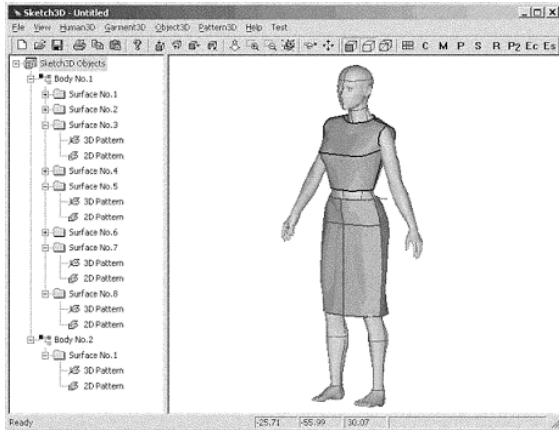 Sketch3D - Untitled
File View Human3D Garment3D Object3D Pattern3D Help Test
C M P S R P2 Ec Es
Sketch3D Objects
Body No.1
Surface No.1
Surface No.2
Surface No.3
3D Pattern
2D Pattern
Surface No.4
Surface No.5
3D Pattern
2D Pattern
Surface No.6
Surface No.7
3D Pattern
2D Pattern
Surface No.8
3D Pattern
2D Pattern
Body No.2
Surface No.1
3D Pattern
2D Pattern
Ready -25.71 -55.99 30.07